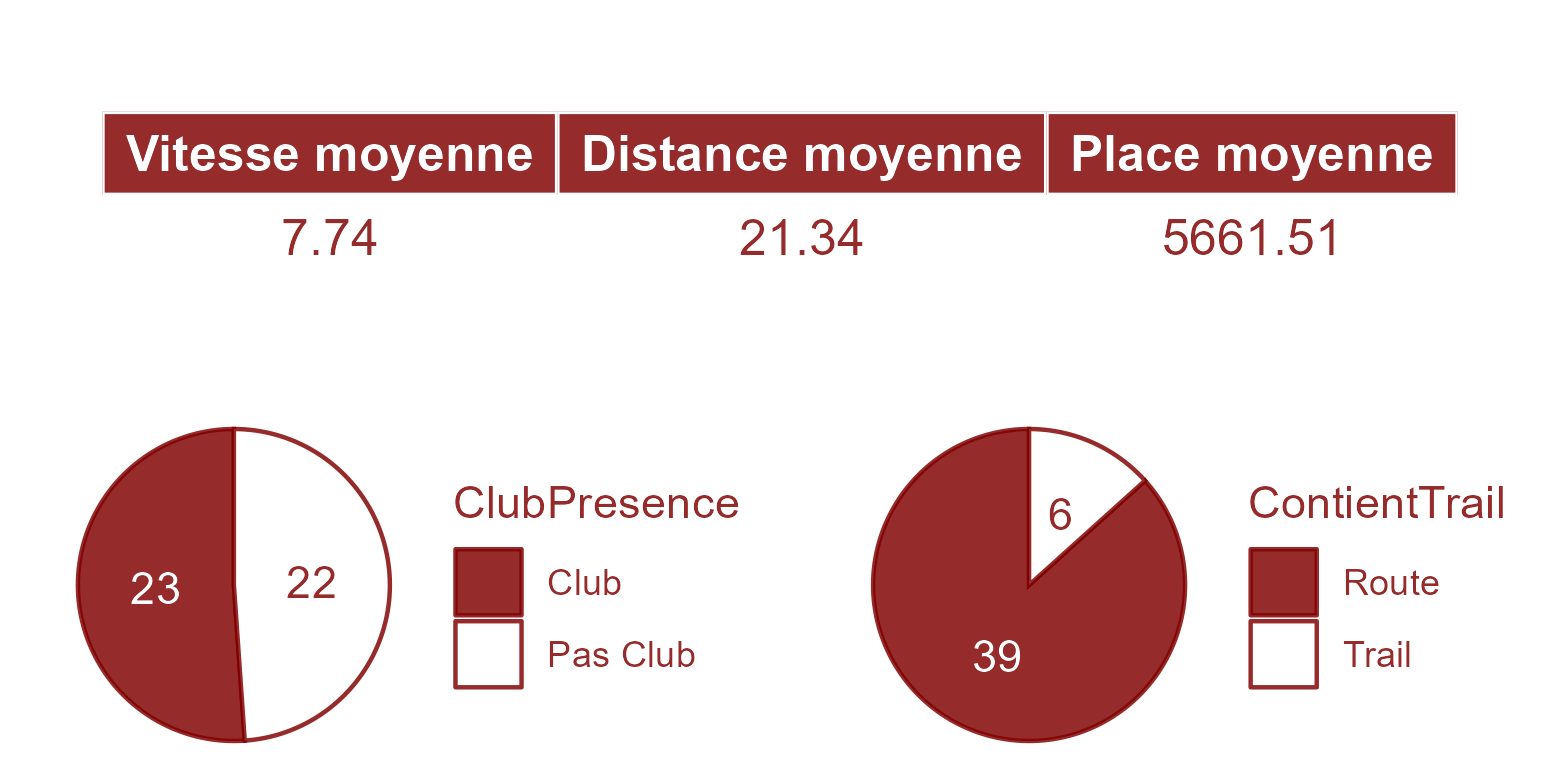 Vitesse moyenne Distance moyenne Place moyenne
7.74 21.34 5661.51
ClubPresence
23 22 Club
Pas Club
ContientTrail
6
Route
39 Trail